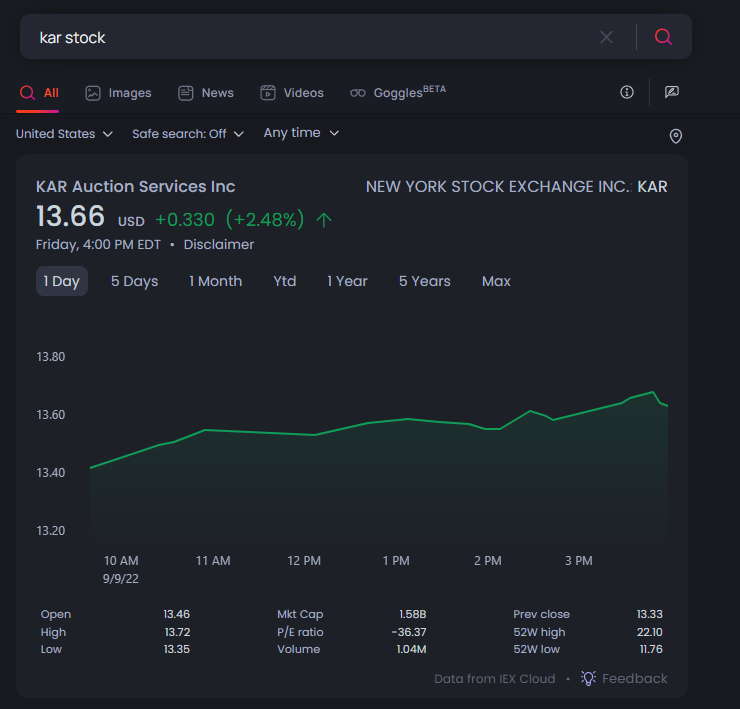 kar stock
All Images News Videos GogglesBETA
United States Safe search: Off Any time
KAR Auction Services Inc NEW YORK STOCK EXCHANGE INC.: KAR
13.66 USD +0.330 (+2.48%) ↑
Friday, 4:00 PM EDT • Disclaimer
1 Day 5 Days 1 Month Ytd 1 Year 5 Years Max
13.80
13.60
13.40
13.20
10 AM 11 AM 12 PM 1 PM 2 PM 3 PM
9/9/22
Open 13.46 Mkt Cap 1.58B Prev close 13.33
High 13.72 P/E ratio -36.37 52W high 22.10
Low 13.35 Volume 1.04M 52W low 11.76
Data from IEX Cloud • Feedback